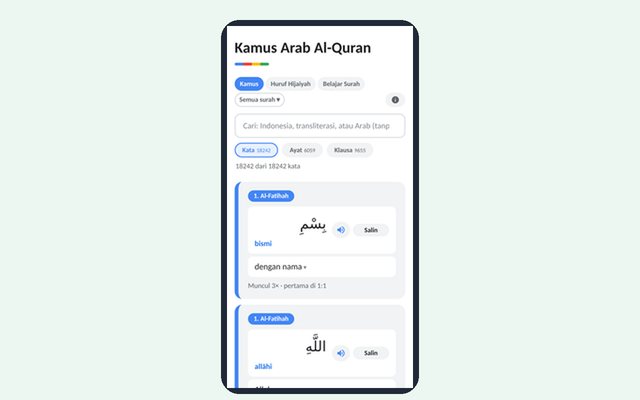 Kamus Arab Al-Quran
Kamus Huruf Hijaiyah Belajar Surah
Semua surah ▾
Cari: Indonesia, transliterasi, atau Arab (tanp
Kata 18242 Ayat 6059 Klausa 9615
18242 dari 18242 kata
1. Al-Fatihah
بِسْمِ Salin
bismi
dengan nama
Muncul 3× · pertama di 1:1
1. Al-Fatihah
اللَّهِ Salin
allāhi